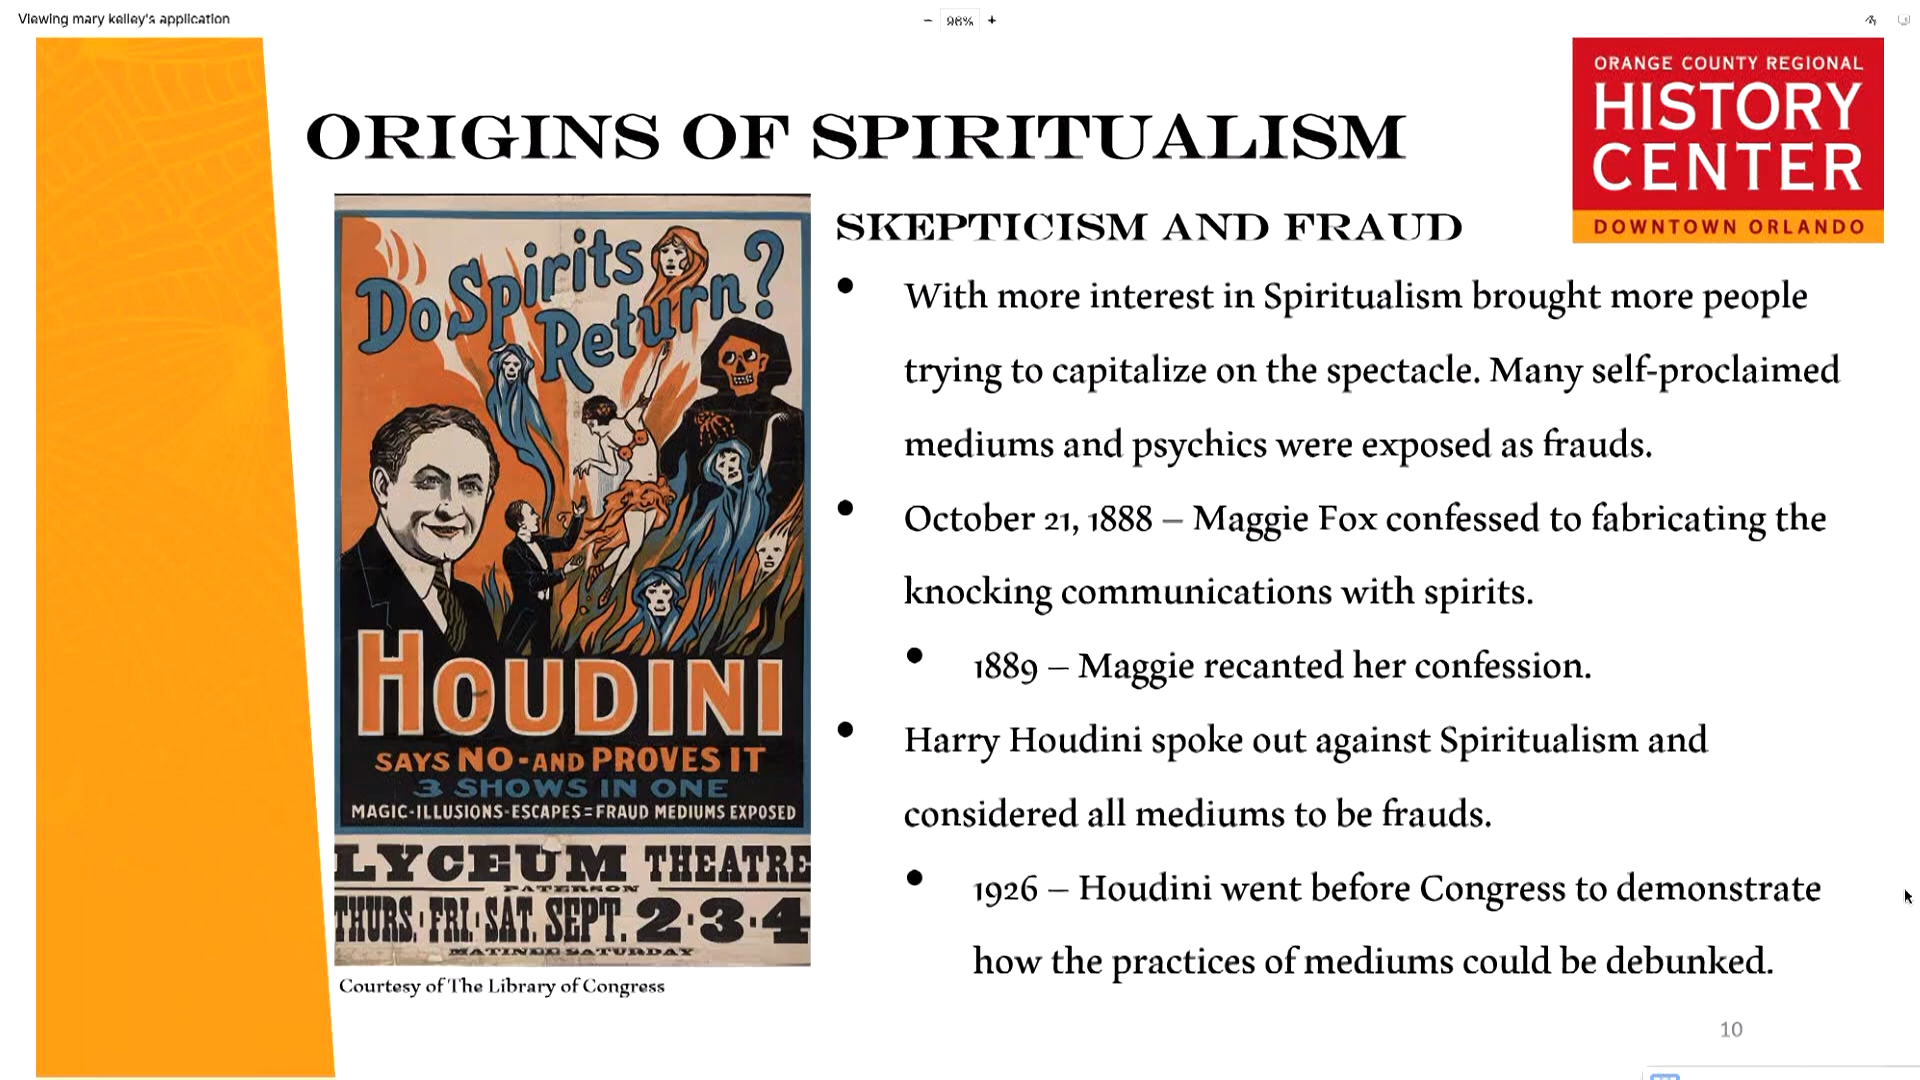 Viewing mary kelley's application
− 96% +
ORANGE COUNTY REGIONAL
HISTORY
CENTER
DOWNTOWN ORLANDO
ORIGINS OF SPIRITUALISM
Do Spirits
Return?
HOUDINI
SAYS NO-AND PROVES IT
3 SHOWS IN ONE
MAGIC-ILLUSIONS-ESCAPES=FRAUD MEDIUMS EXPOSED
LYCEUM THEATRE
PATERSON
THURS. FRI. SAT. SEPT. 2·3·4
MATINEE SATURDAY
Courtesy of The Library of Congress
SKEPTICISM AND FRAUD
• With more interest in Spiritualism brought more people
trying to capitalize on the spectacle. Many self-proclaimed
mediums and psychics were exposed as frauds.
• October 21, 1888 – Maggie Fox confessed to fabricating the
knocking communications with spirits.
• 1889 – Maggie recanted her confession.
• Harry Houdini spoke out against Spiritualism and
considered all mediums to be frauds.
• 1926 – Houdini went before Congress to demonstrate
how the practices of mediums could be debunked.
10